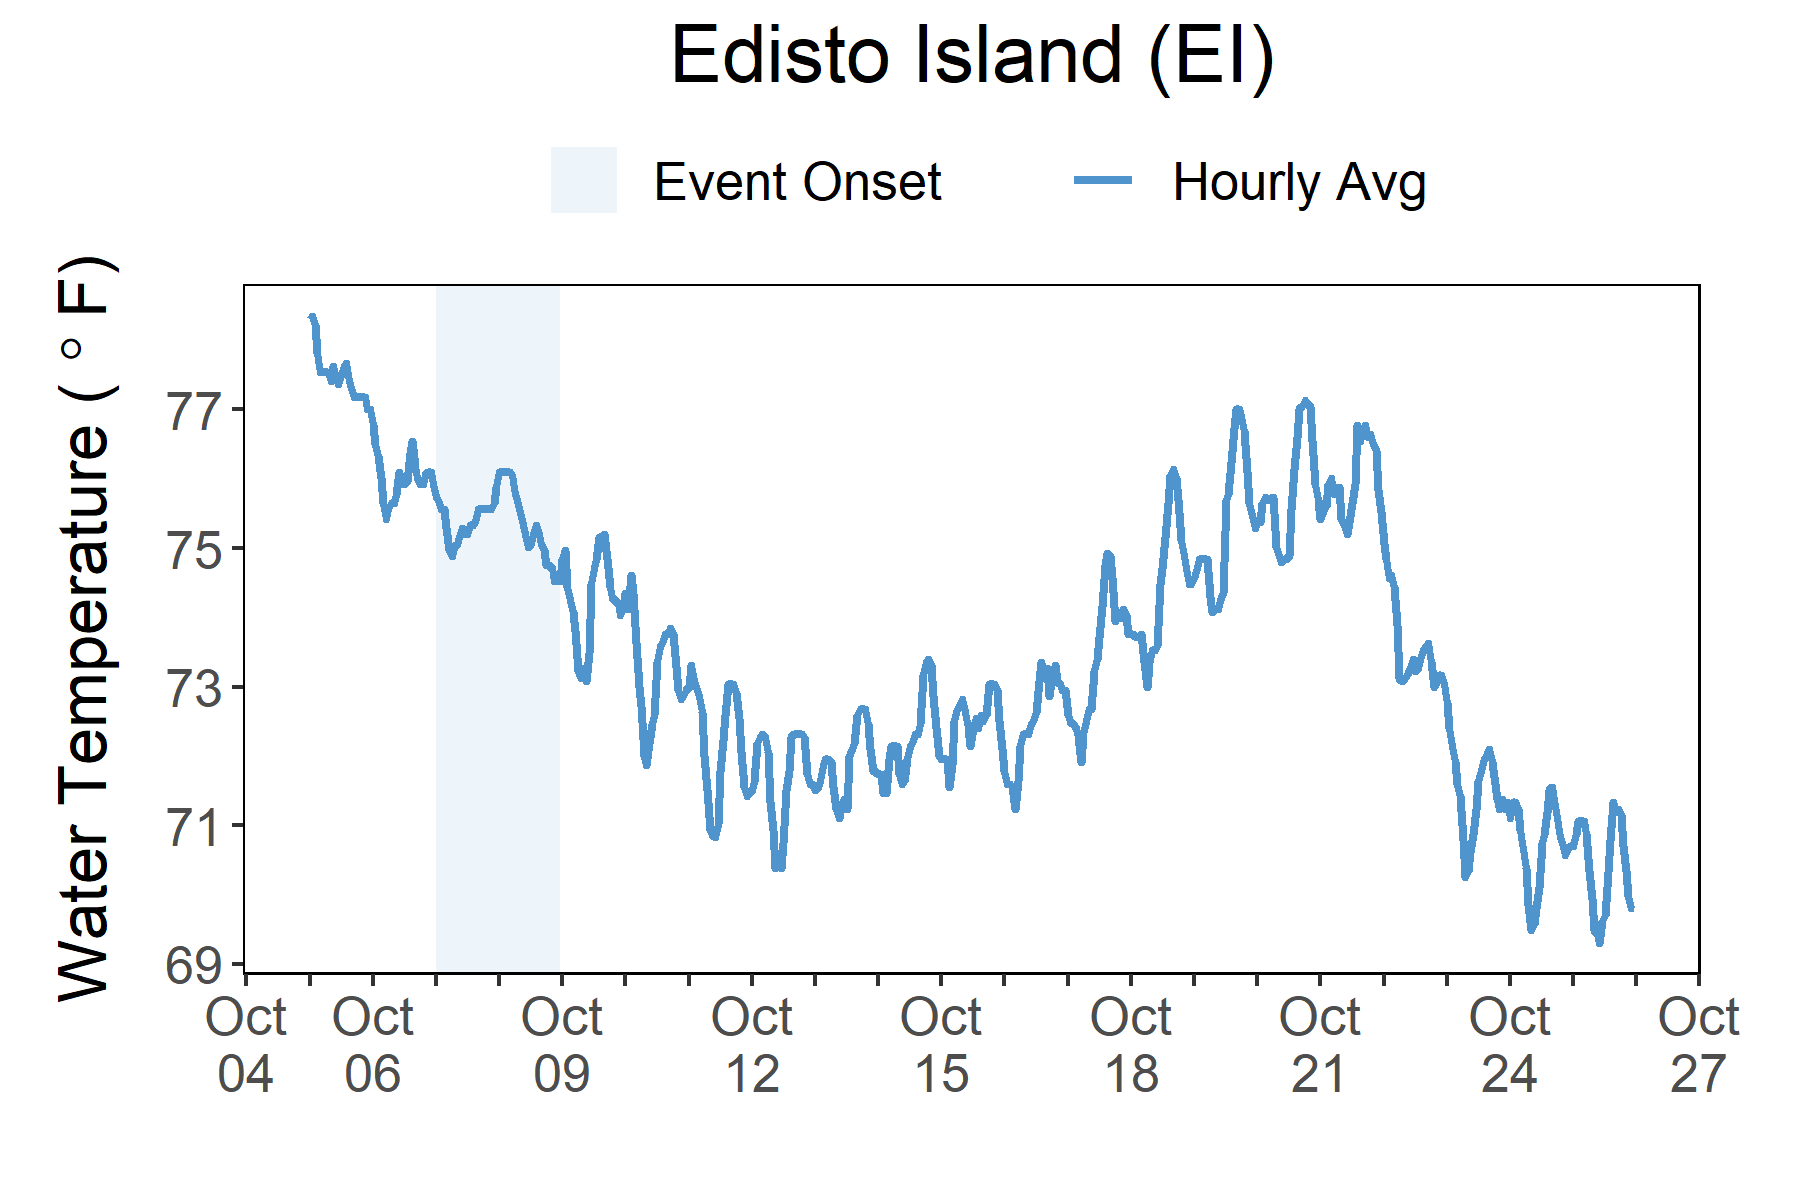 Edisto Island (EI)
Event Onset
Hourly Avg
Water Temperature ( ° F)
77
75
73
71
69
Oct Oct Oct Oct Oct Oct Oct Oct Oct
04 06 09 12 15 18 21 24 27